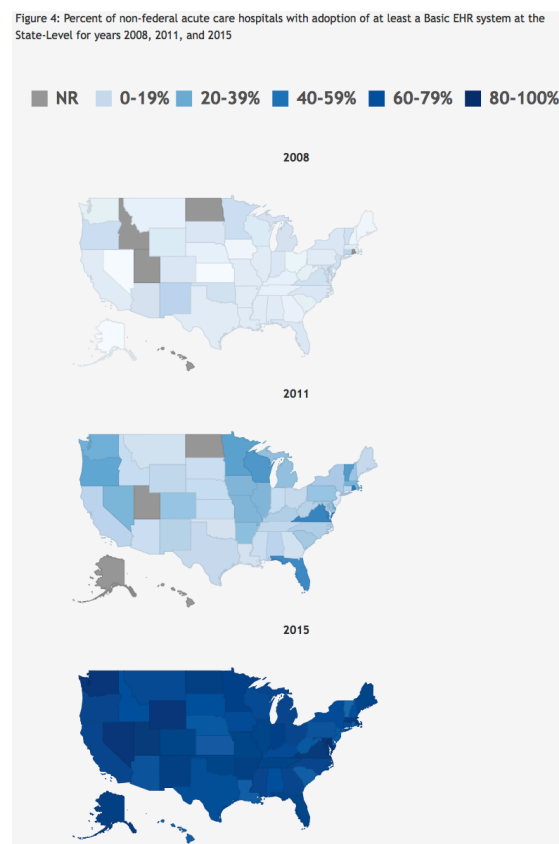 Figure 4: Percent of non-federal acute care hospitals with adoption of at least a Basic EHR system at the
State-Level for years 2008, 2011, and 2015
NR 0-19% 20-39% 40-59% 60-79% 80-100%
2008
2011
2015